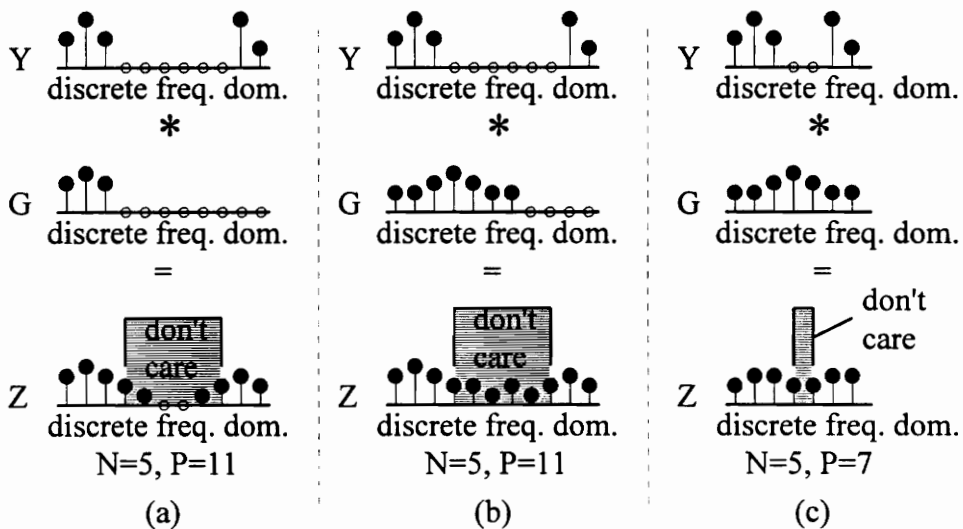 Y
discrete freq. dom.
*
G
discrete freq. dom.
=
don't
care
Z
discrete freq. dom.
N=5, P=11
(a)
Y
discrete freq. dom.
*
G
discrete freq. dom.
=
don't
care
Z
discrete freq. dom.
N=5, P=11
(b)
Y
discrete freq. dom.
*
G
discrete freq. dom.
=
don't
care
Z
discrete freq. dom.
N=5, P=7
(c)